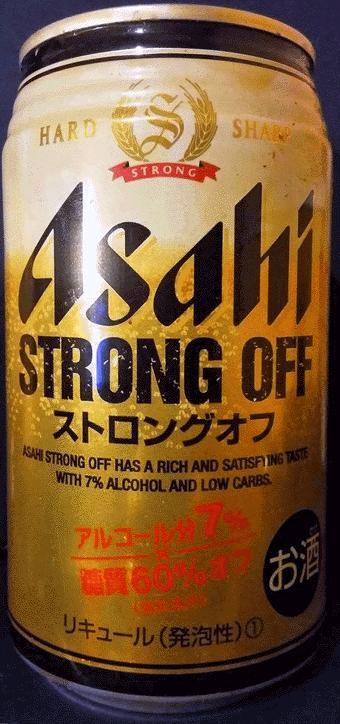 HARD S SHARP
STRONG
Asahi
STRONG OFF
ストロングオフ
ASAHI STRONG OFF HAS A RICH AND SATISFYING TASTE
WITH 7% ALCOHOL AND LOW CARBS.
アルコール分7%
×
糖質60%オフ
お酒
リキュール(発泡性)①